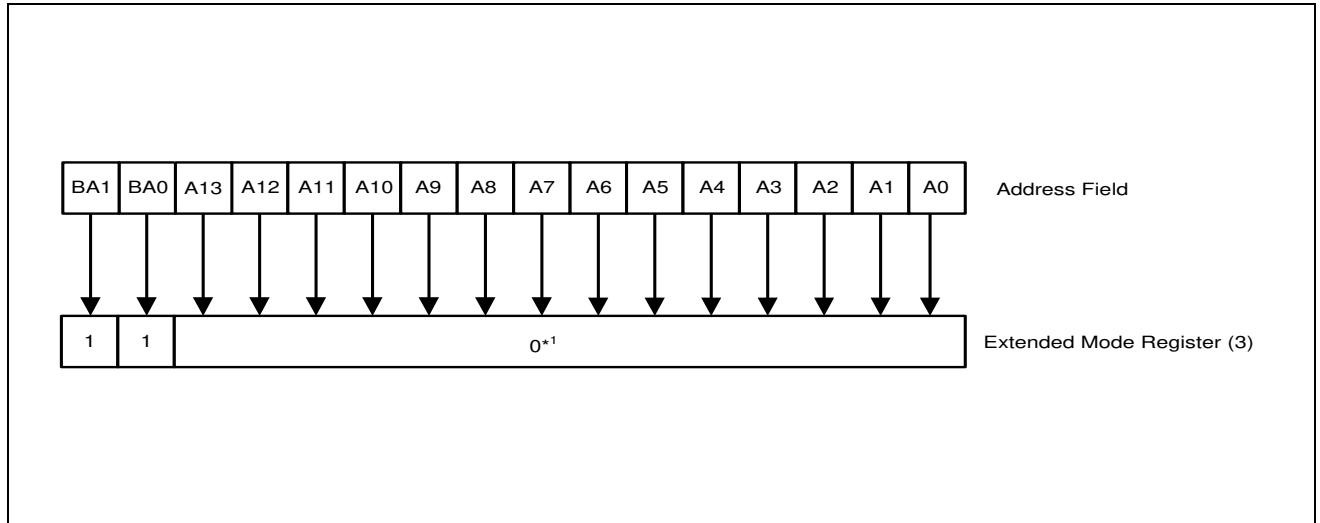 BA1 BA0 A13 A12 A11 A10 A9 A8 A7 A6 A5 A4 A3 A2 A1 A0 Address Field
1 1 0*1 Extended Mode Register (3)